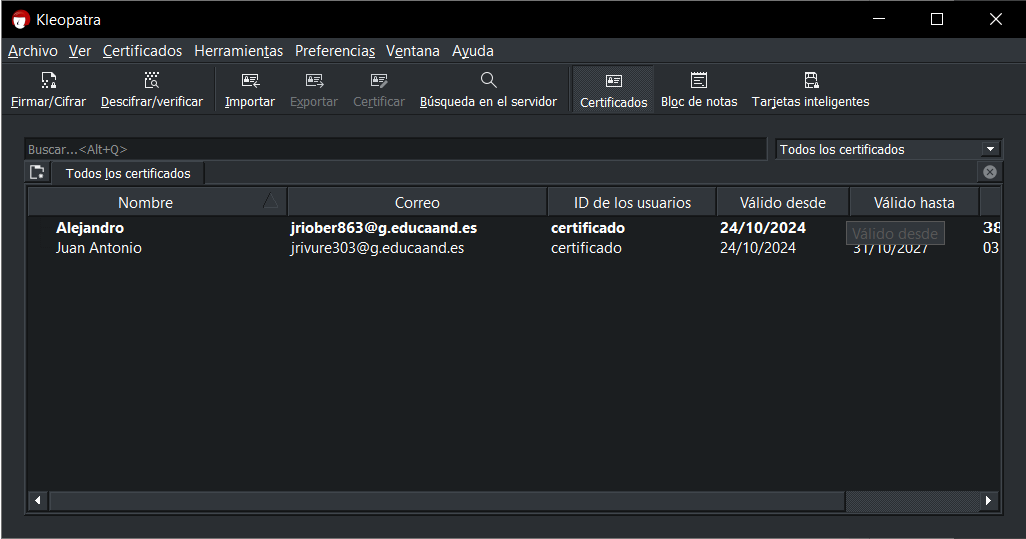 Kleopatra
Archivo Ver Certificados Herramientas Preferencias Ventana Ayuda
Firmar/Cifrar Descifrar/verificar Importar Exportar Certificar Búsqueda en el servidor Certificados Bloc de notas Tarjetas inteligentes
Buscar...<Alt+Q> Todos los certificados
Todos los certificados
Nombre Correo ID de los usuarios Válido desde Válido hasta
Alejandro jriober863@g.educaand.es certificado 24/10/2024 38
Válido desde
Juan Antonio jrivure303@g.educaand.es certificado 24/10/2024 31/10/2027 03